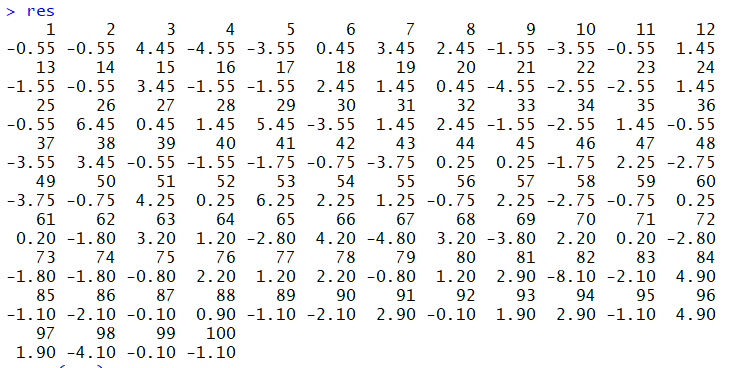 > res
1 2 3 4 5 6 7 8 9 10 11 12
-0.55 -0.55 4.45 -4.55 -3.55 0.45 3.45 2.45 -1.55 -3.55 -0.55 1.45
13 14 15 16 17 18 19 20 21 22 23 24
-1.55 -0.55 3.45 -1.55 -1.55 2.45 1.45 0.45 -4.55 -2.55 -2.55 1.45
25 26 27 28 29 30 31 32 33 34 35 36
-0.55 6.45 0.45 1.45 5.45 -3.55 1.45 2.45 -1.55 -2.55 1.45 -0.55
37 38 39 40 41 42 43 44 45 46 47 48
-3.55 3.45 -0.55 -1.55 -1.75 -0.75 -3.75 0.25 0.25 -1.75 2.25 -2.75
49 50 51 52 53 54 55 56 57 58 59 60
-3.75 -0.75 4.25 0.25 6.25 2.25 1.25 -0.75 2.25 -2.75 -0.75 0.25
61 62 63 64 65 66 67 68 69 70 71 72
0.20 -1.80 3.20 1.20 -2.80 4.20 -4.80 3.20 -3.80 2.20 0.20 -2.80
73 74 75 76 77 78 79 80 81 82 83 84
-1.80 -1.80 -0.80 2.20 1.20 2.20 -0.80 1.20 2.90 -8.10 -2.10 4.90
85 86 87 88 89 90 91 92 93 94 95 96
-1.10 -2.10 -0.10 0.90 -1.10 -2.10 2.90 -0.10 1.90 2.90 -1.10 4.90
97 98 99 100
1.90 -4.10 -0.10 -1.10